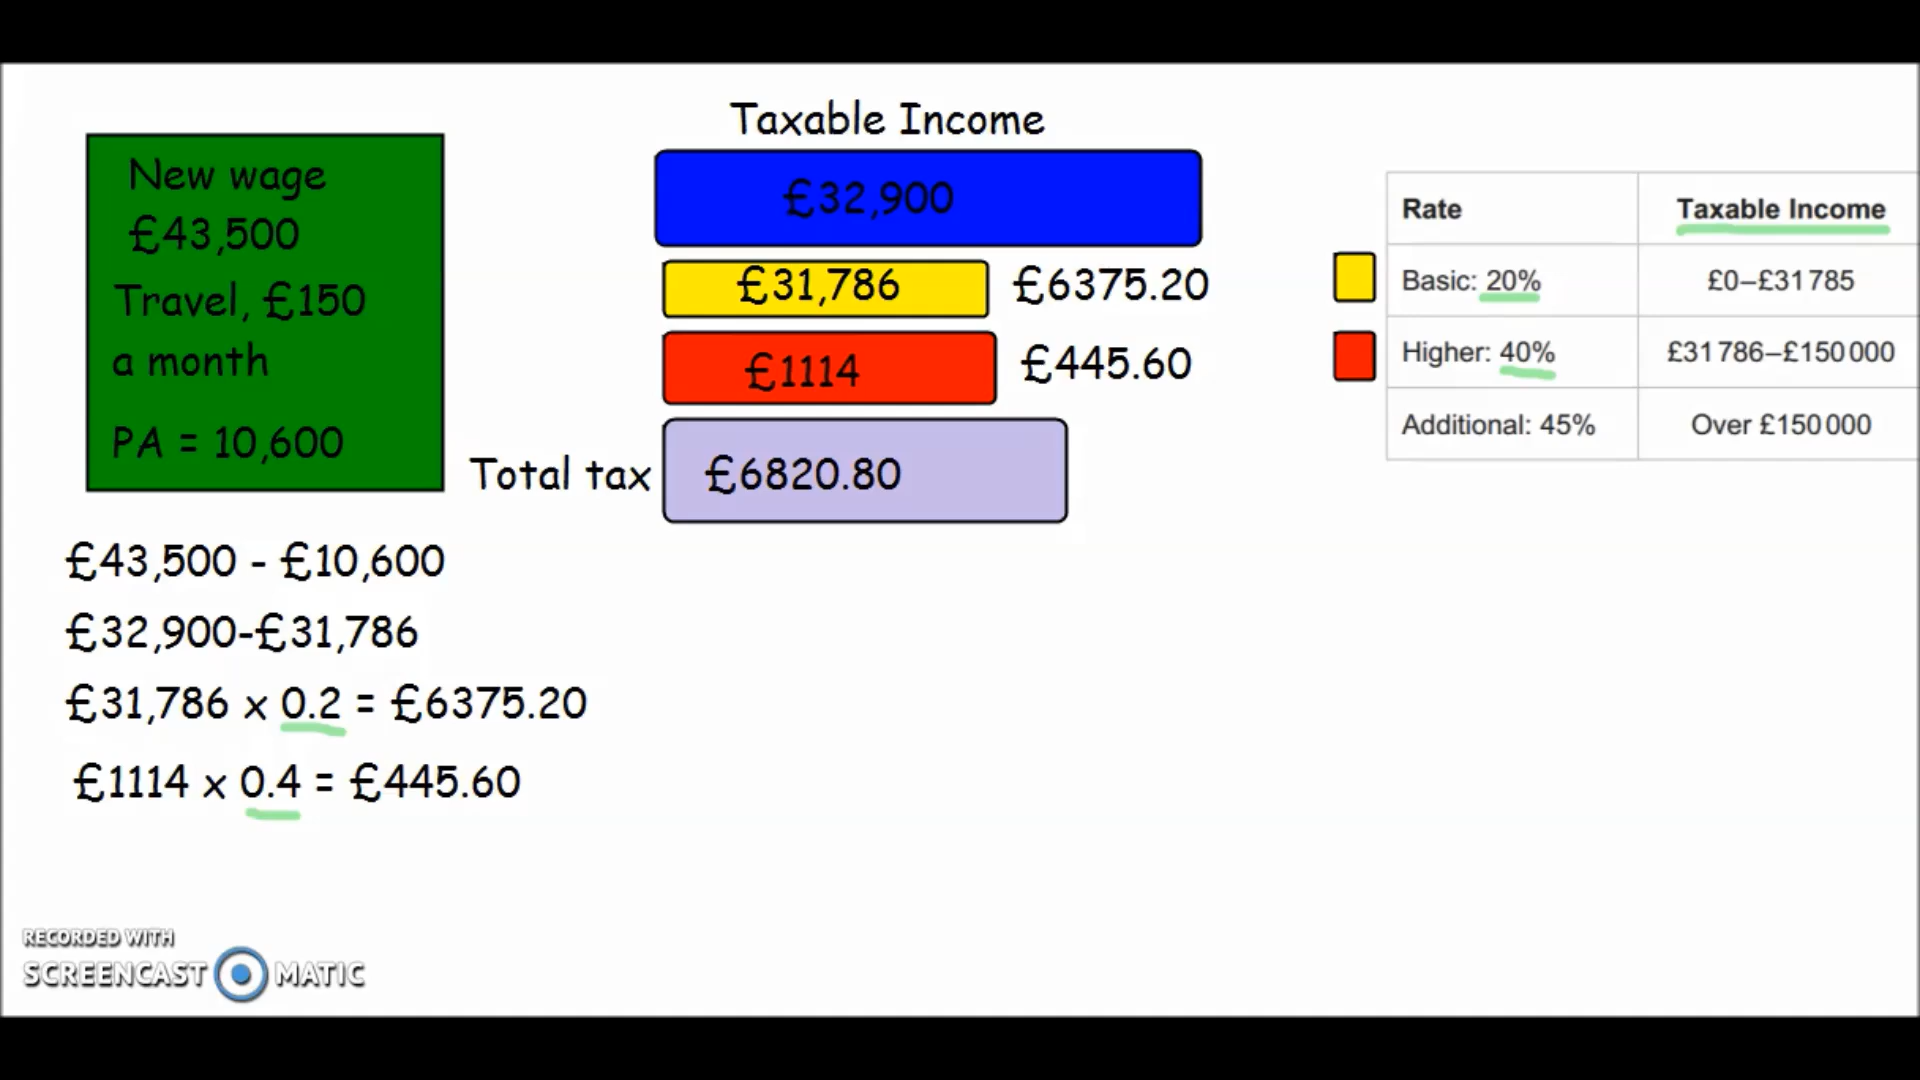 New wage
£43,500
Travel, £150
a month
PA = 10,600
Taxable Income
£32,900
£31,786 £6375.20
£1114 £445.60
Total tax £6820.80
Rate Taxable Income
Basic: 20% £0–£31785
Higher: 40% £31786–£150000
Additional: 45% Over £150000
£43,500 - £10,600
£32,900-£31,786
£31,786 x 0.2 = £6375.20
£1114 x 0.4 = £445.60
RECORDED WITH
SCREENCAST MATIC